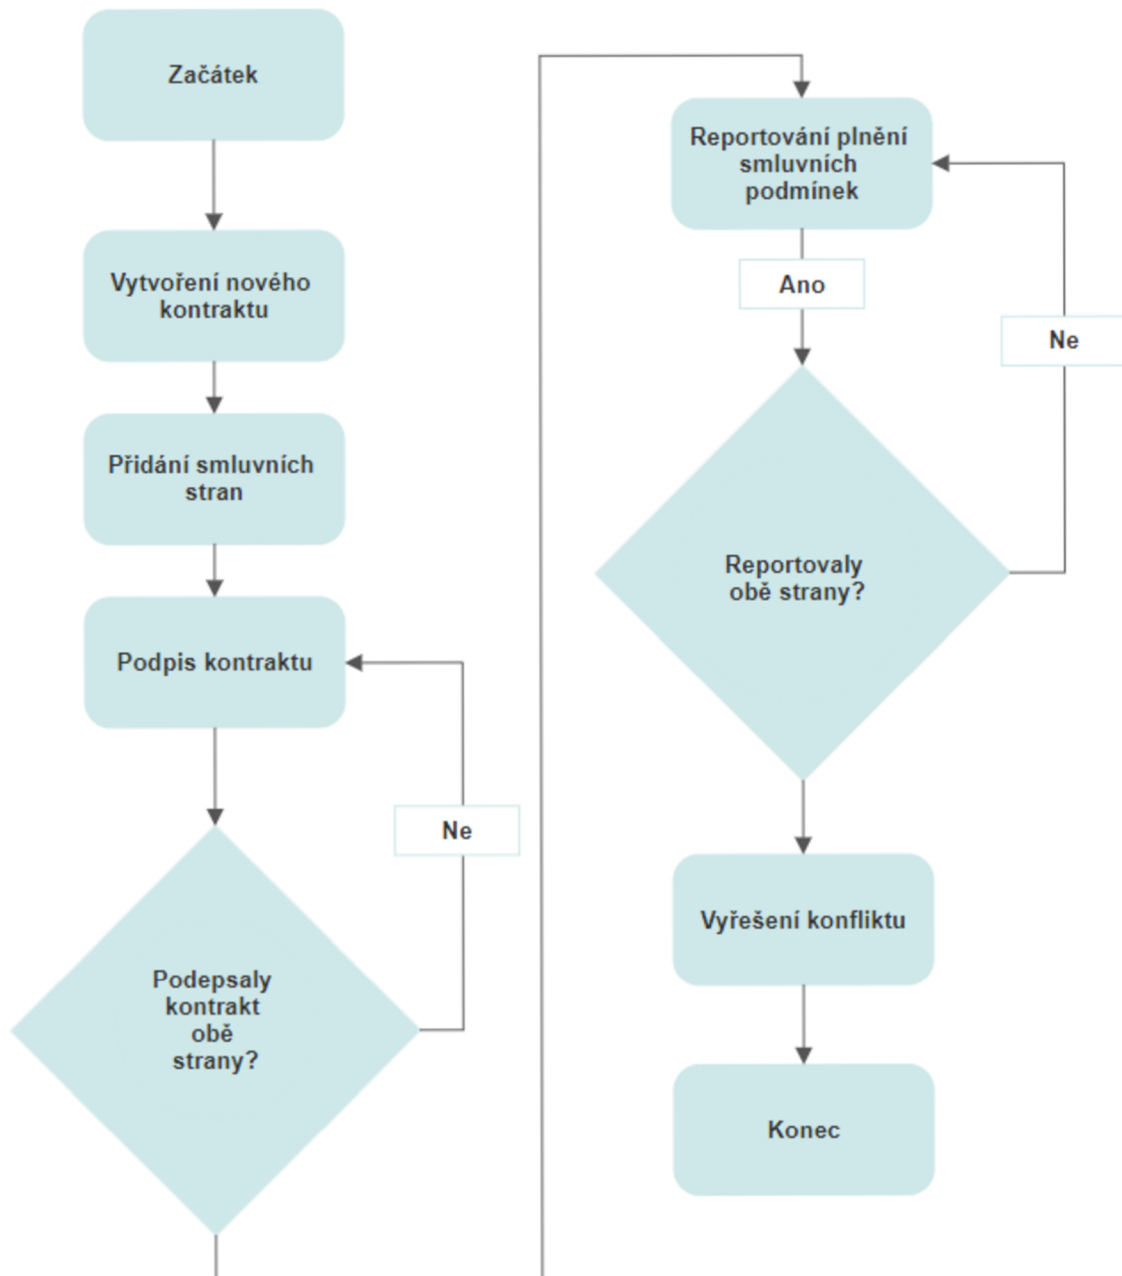 Začátek
Vytvoření nového
kontraktu
Přidání smluvních
stran
Podpis kontraktu
Ne
Podepsaly
kontrakt
obě
strany?
Reportování plnění
smluvních
podmínek
Ano
Ne
Reportovaly
obě strany?
Vyřešení konfliktu
Konec